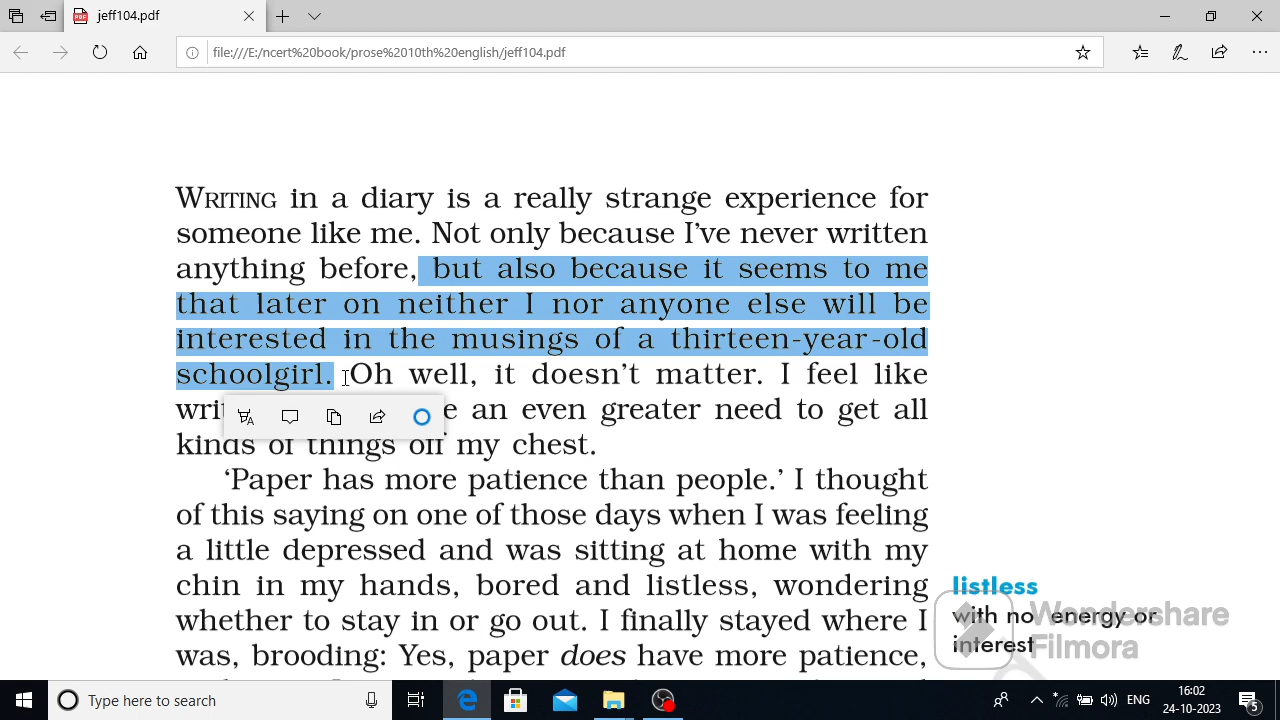 jeff104.pdf
file:///E:/ncert%20book/prose%2010th%20english/jeff104.pdf
WRITING in a diary is a really strange experience for
someone like me. Not only because I've never written
anything before, but also because it seems to me
that later on neither I nor anyone else will be
interested in the musings of a thirteen-year-old
schoolgirl. Oh well, it doesn't matter. I feel like
an even greater need to get all
kinds of things off my chest.
‘Paper has more patience than people.’ I thought
of this saying on one of those days when I was feeling
a little depressed and was sitting at home with my
chin in my hands, bored and listless, wondering
whether to stay in or go out. I finally stayed where I
was, brooding: Yes, paper does have more patience,
listless
with no energy or
interest
Wondershare
Filmora
Type here to search
ENG
16:02
24-10-2023
5